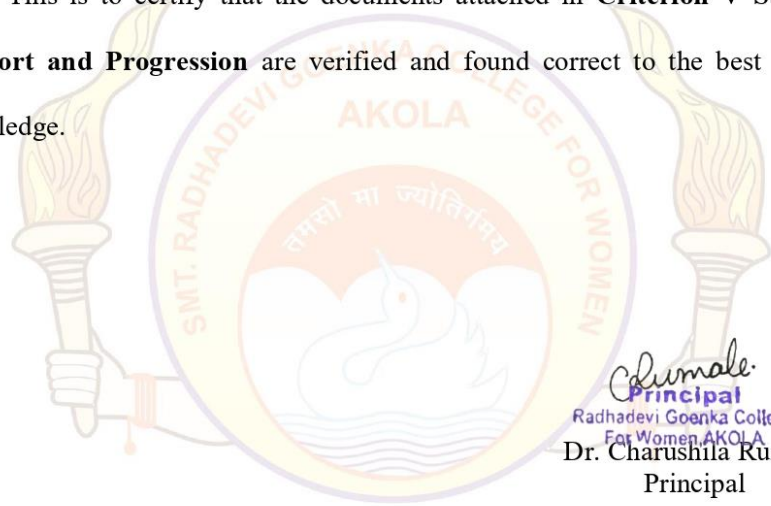 This is to certify that the documents attached in Criterion V S
ort and Progression are verified and found correct to the best
ledge.
SMT. RADHADEVI GOENKA COLLEGE FOR WOMEN
AKOLA
तमसो मा ज्योतिर्गमय
Principal
Radhadevi Goenka Colle
For Women, AKOLA
Dr. Charushila Ru
Principal